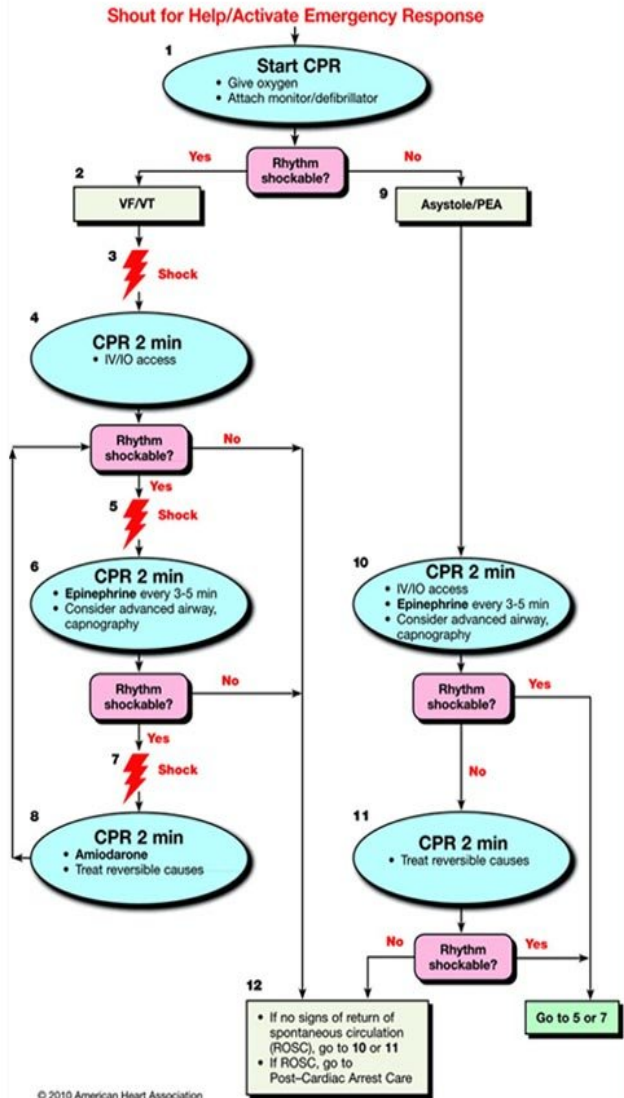 Shout for Help/Activate Emergency Response
1
Start CPR
• Give oxygen
• Attach monitor/defibrillator
Yes
Rhythm
shockable?
No
2
VF/VT
9
Asystole/PEA
3
Shock
4
CPR 2 min
• IV/IO access
Rhythm
shockable?
No
Yes
5
Shock
6
CPR 2 min
• Epinephrine every 3-5 min
• Consider advanced airway,
capnography
10
CPR 2 min
• IV/IO access
• Epinephrine every 3-5 min
• Consider advanced airway,
capnography
Rhythm
shockable?
No
Rhythm
shockable?
Yes
Yes
7
Shock
No
8
CPR 2 min
• Amiodarone
• Treat reversible causes
11
CPR 2 min
• Treat reversible causes
No
Rhythm
shockable?
Yes
12
• If no signs of return of
spontaneous circulation
(ROSC), go to 10 or 11
• If ROSC, go to
Post–Cardiac Arrest Care
Go to 5 or 7
© 2010 American Heart Association